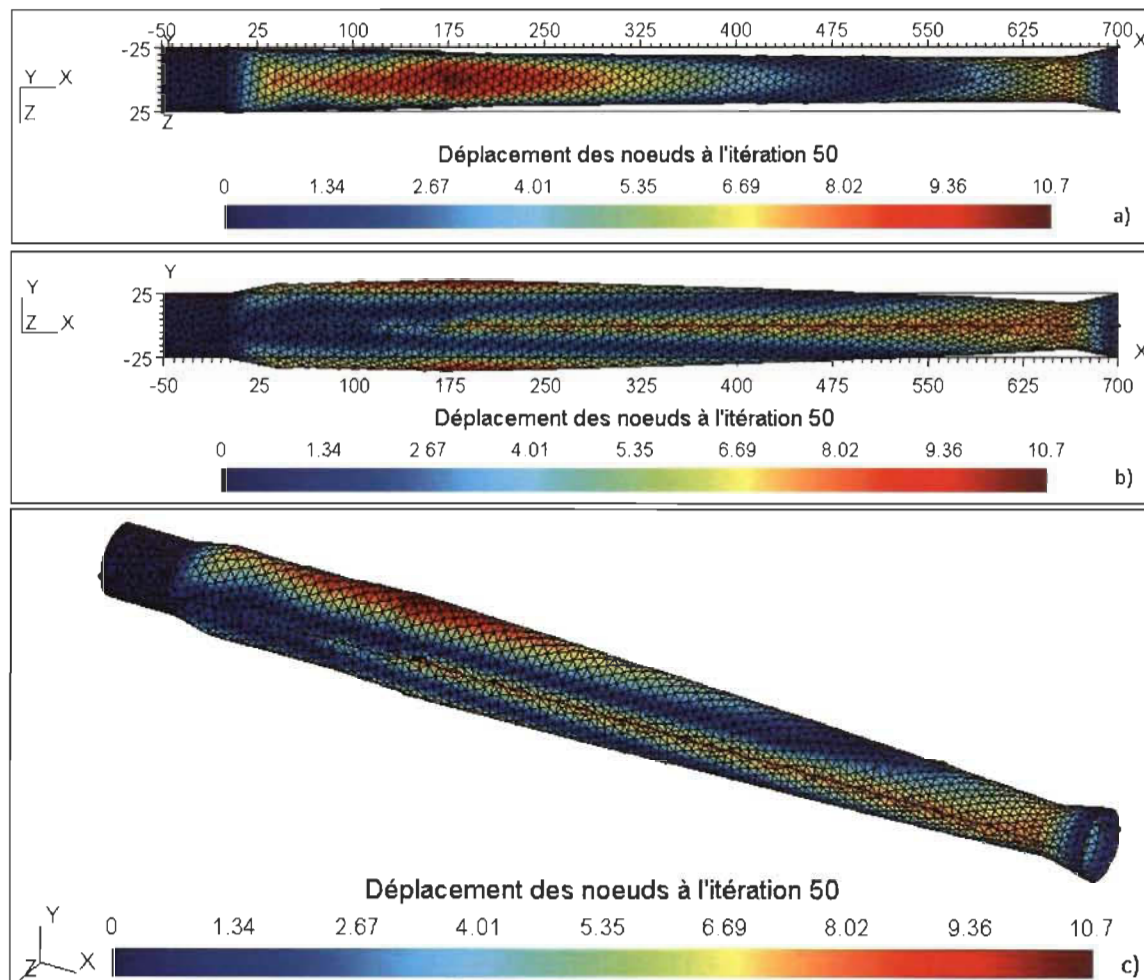 -50 25 100 175 250 325 400 475 550 625 700
-25 X
Y X
Z 25
Z
Déplacement des noeuds à l'itération 50
0 1.34 2.67 4.01 5.35 6.69 8.02 9.36 10.7
a)
Y
Y 25
Z X
-25 X
-50 25 100 175 250 325 400 475 550 625 700
Déplacement des noeuds à l'itération 50
0 1.34 2.67 4.01 5.35 6.69 8.02 9.36 10.7
b)
Déplacement des noeuds à l'itération 50
0 1.34 2.67 4.01 5.35 6.69 8.02 9.36 10.7
Y
Z X
c)